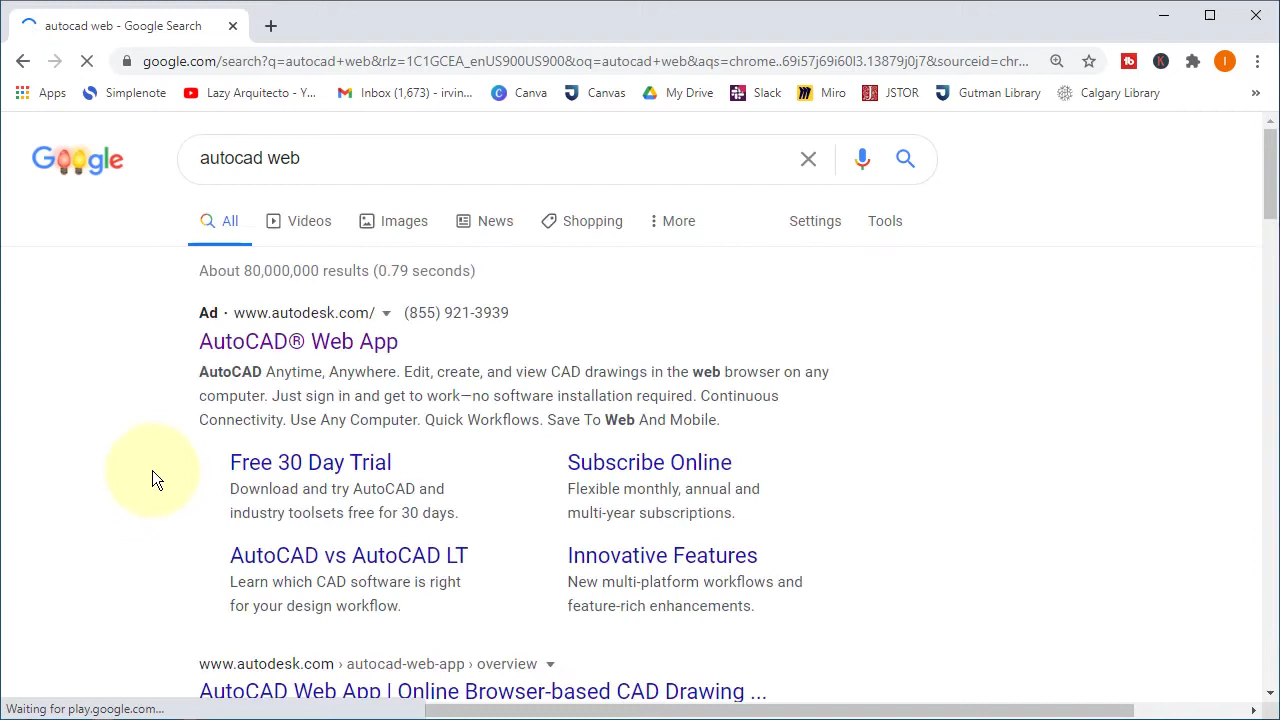 autocad web - Google Search
google.com/search?q=autocad+web&rlz=1C1GCEA_enUS900US900&oq=autocad+web&aqs=chrome..69i57j69i60l3.13879j0j7&sourceid=chr...
Apps Simplenote Lazy Arquitecto - Y... Inbox (1,673) - irvin... Canva Canvas My Drive Slack Miro JSTOR Gutman Library Calgary Library »
Google autocad web
All Videos Images News Shopping More Settings Tools
About 80,000,000 results (0.79 seconds)
Ad · www.autodesk.com/ (855) 921-3939
AutoCAD® Web App
AutoCAD Anytime, Anywhere. Edit, create, and view CAD drawings in the web browser on any
computer. Just sign in and get to work—no software installation required. Continuous
Connectivity. Use Any Computer. Quick Workflows. Save To Web And Mobile.
Free 30 Day Trial Subscribe Online
Download and try AutoCAD and Flexible monthly, annual and
industry toolsets free for 30 days. multi-year subscriptions.
AutoCAD vs AutoCAD LT Innovative Features
Learn which CAD software is right New multi-platform workflows and
for your design workflow. feature-rich enhancements.
www.autodesk.com › autocad-web-app › overview
AutoCAD Web App | Online Browser-based CAD Drawing ...
Waiting for play.google.com...